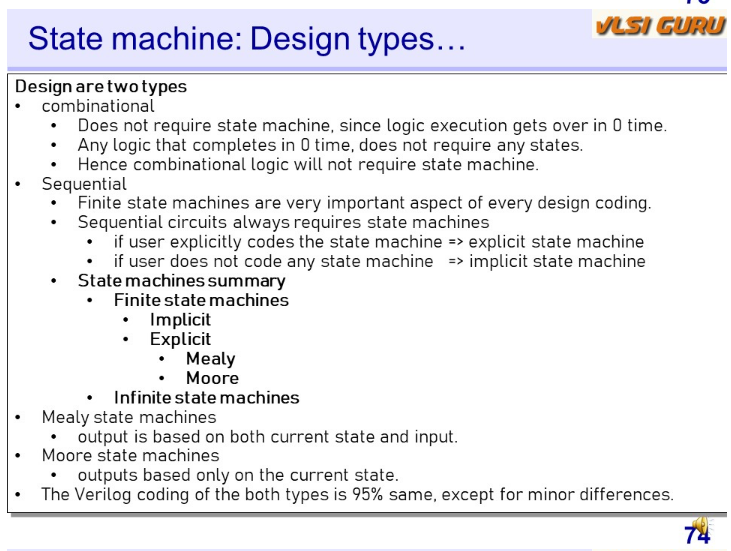 VLSI GURU
State machine: Design types…
Design are two types
• combinational
• Does not require state machine, since logic execution gets over in 0 time.
• Any logic that completes in 0 time, does not require any states.
• Hence combinational logic will not require state machine.
• Sequential
• Finite state machines are very important aspect of every design coding.
• Sequential circuits always requires state machines
• if user explicitly codes the state machine => explicit state machine
• if user does not code any state machine => implicit state machine
• State machines summary
• Finite state machines
• Implicit
• Explicit
• Mealy
• Moore
• Infinite state machines
• Mealy state machines
• output is based on both current state and input.
• Moore state machines
• outputs based only on the current state.
• The Verilog coding of the both types is 95% same, except for minor differences.
74